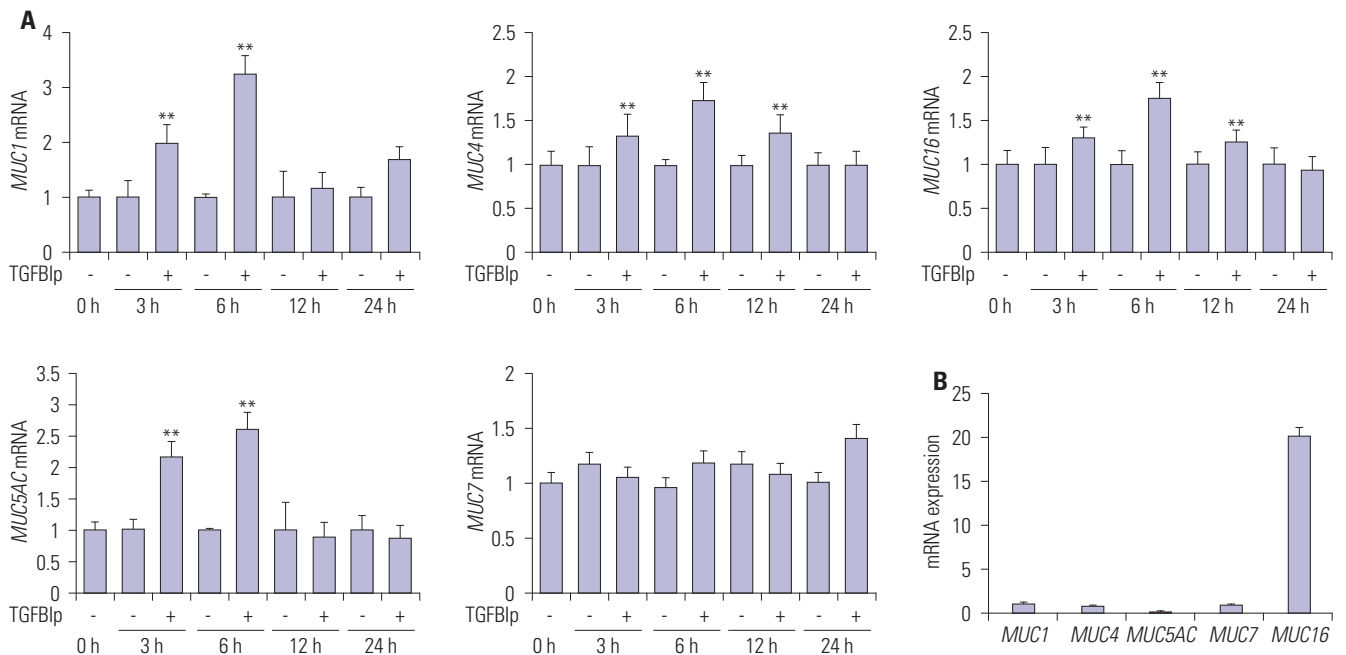 A
MUC1 mRNA
4
3
2
1
0
** **
TGFBIp - - + - + - + - +
0 h 3 h 6 h 12 h 24 h
MUC4 mRNA
2.5
2
1.5
1
0.5
0
** ** **
TGFBIp - - + - + - + - +
0 h 3 h 6 h 12 h 24 h
MUC16 mRNA
2.5
2
1.5
1
0.5
0
** ** **
TGFBIp - - + - + - + - +
0 h 3 h 6 h 12 h 24 h
MUC5AC mRNA
3.5
3
2.5
2
1.5
1
0.5
0
** **
TGFBIp - - + - + - + - +
0 h 3 h 6 h 12 h 24 h
MUC7 mRNA
2
1.5
1
0.5
0
TGFBIp - - + - + - + - +
0 h 3 h 6 h 12 h 24 h
B
mRNA expression
25
20
15
10
5
0
MUC1 MUC4 MUC5AC MUC7 MUC16